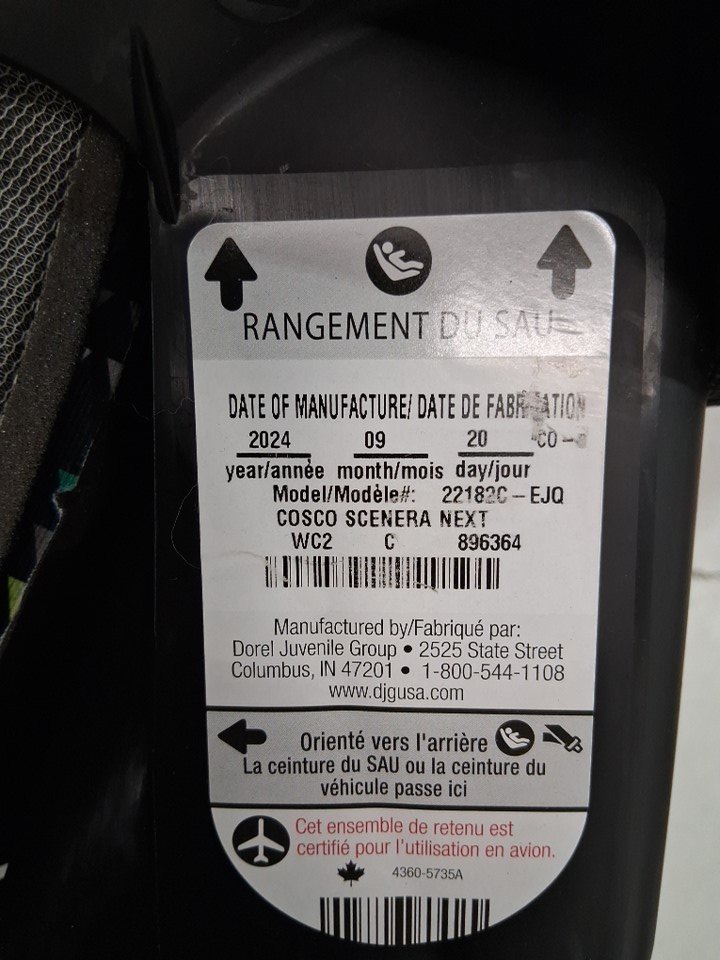 RANGEMENT DU SAU
DATE OF MANUFACTURE/ DATE DE FABRICATION
2024 09 20
year/année month/mois day/jour
Model/Modèle#: 22182C-EJQ
COSCO SCENERA NEXT
WC2 C 896364
Manufactured by/Fabriqué par:
Dorel Juvenile Group • 2525 State Street
Columbus, IN 47201 • 1-800-544-1108
www.djgusa.com
Orienté vers l'arrière
La ceinture du SAU ou la ceinture du
véhicule passe ici
Cet ensemble de retenu est
certifié pour l'utilisation en avion.
4360-5735A